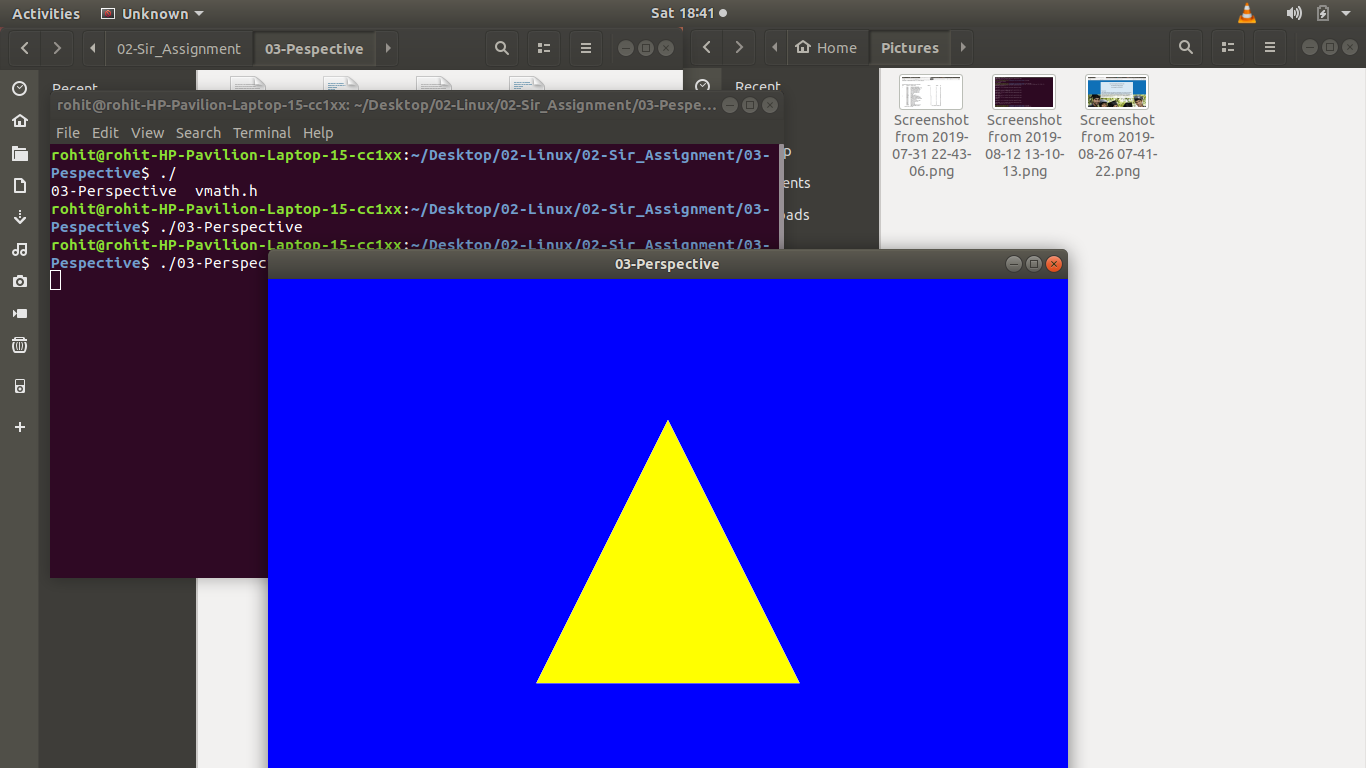 Activities
Unknown
Sat 18:41
02-Sir_Assignment
03-Pespective
Home
Pictures
Recent
Recent
rohit@rohit-HP-Pavilion-Laptop-15-cc1xx: ~/Desktop/02-Linux/02-Sir_Assignment/03-Pespe...
File Edit View Search Terminal Help
rohit@rohit-HP-Pavilion-Laptop-15-cc1xx:~/Desktop/02-Linux/02-Sir_Assignment/03-
Pespective$ ./
03-Perspective vmath.h
rohit@rohit-HP-Pavilion-Laptop-15-cc1xx:~/Desktop/02-Linux/02-Sir_Assignment/03-
Pespective$ ./03-Perspective
rohit@rohit-HP-Pavilion-Laptop-15-cc1xx:~/Desktop/02-Linux/02-Sir_Assignment/03-
Pespective$ ./03-Perspec
p
ents
ads
Screenshot
from 2019-
07-31 22-43-
06.png
Screenshot
from 2019-
08-12 13-10-
13.png
Screenshot
from 2019-
08-26 07-41-
22.png
03-Perspective